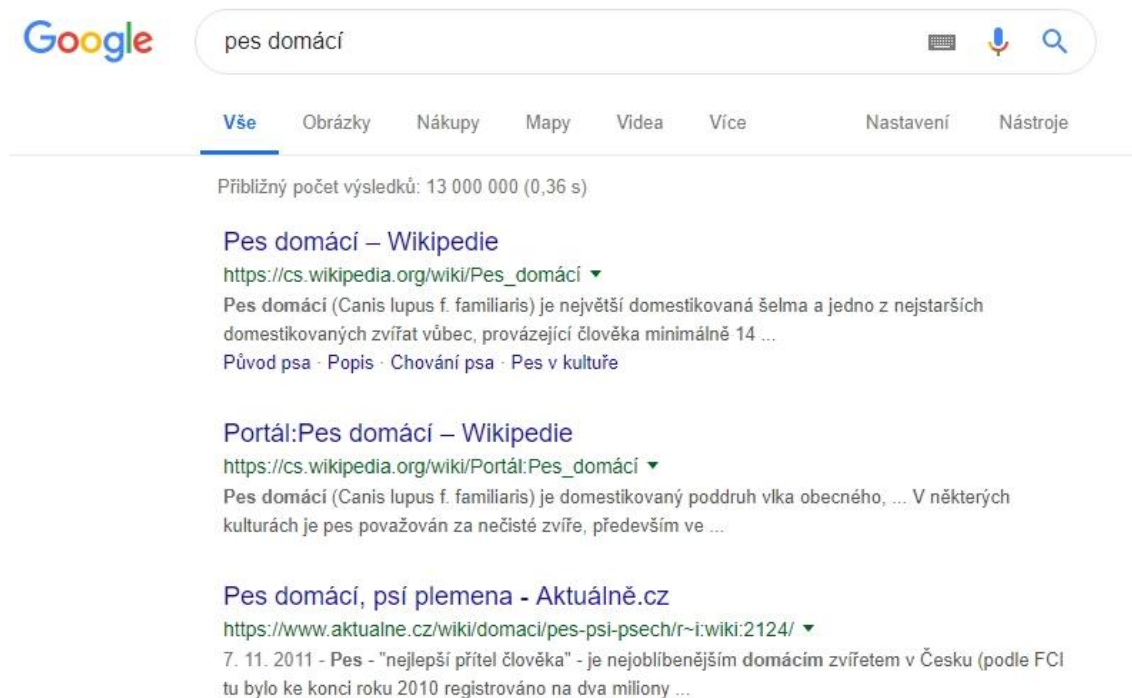 Google pes domácí
Vše Obrázky Nákupy Mapy Videa Více Nastavení Nástroje
Přibližný počet výsledků: 13 000 000 (0,36 s)
Pes domácí – Wikipedie
https://cs.wikipedia.org/wiki/Pes_domácí
Pes domácí (Canis lupus f. familiaris) je největší domestikovaná šelma a jedno z nejstarších
domestikovaných zvířat vůbec, provázející člověka minimálně 14 ...
Původ psa · Popis · Chování psa · Pes v kultuře
Portál:Pes domácí – Wikipedie
https://cs.wikipedia.org/wiki/Portál:Pes_domácí
Pes domácí (Canis lupus f. familiaris) je domestikovaný poddruh vlka obecného, ... V některých
kulturách je pes považován za nečisté zvíře, především ve ...
Pes domácí, psí plemena - Aktuálně.cz
https://www.aktualne.cz/wiki/domaci/pes-psi-psech/r~i:wiki:2124/
7. 11. 2011 - Pes - "nejlepší přítel člověka" - je nejoblíbenějším domácím zvířetem v Česku (podle FCI
tu bylo ke konci roku 2010 registrováno na dva miliony ...